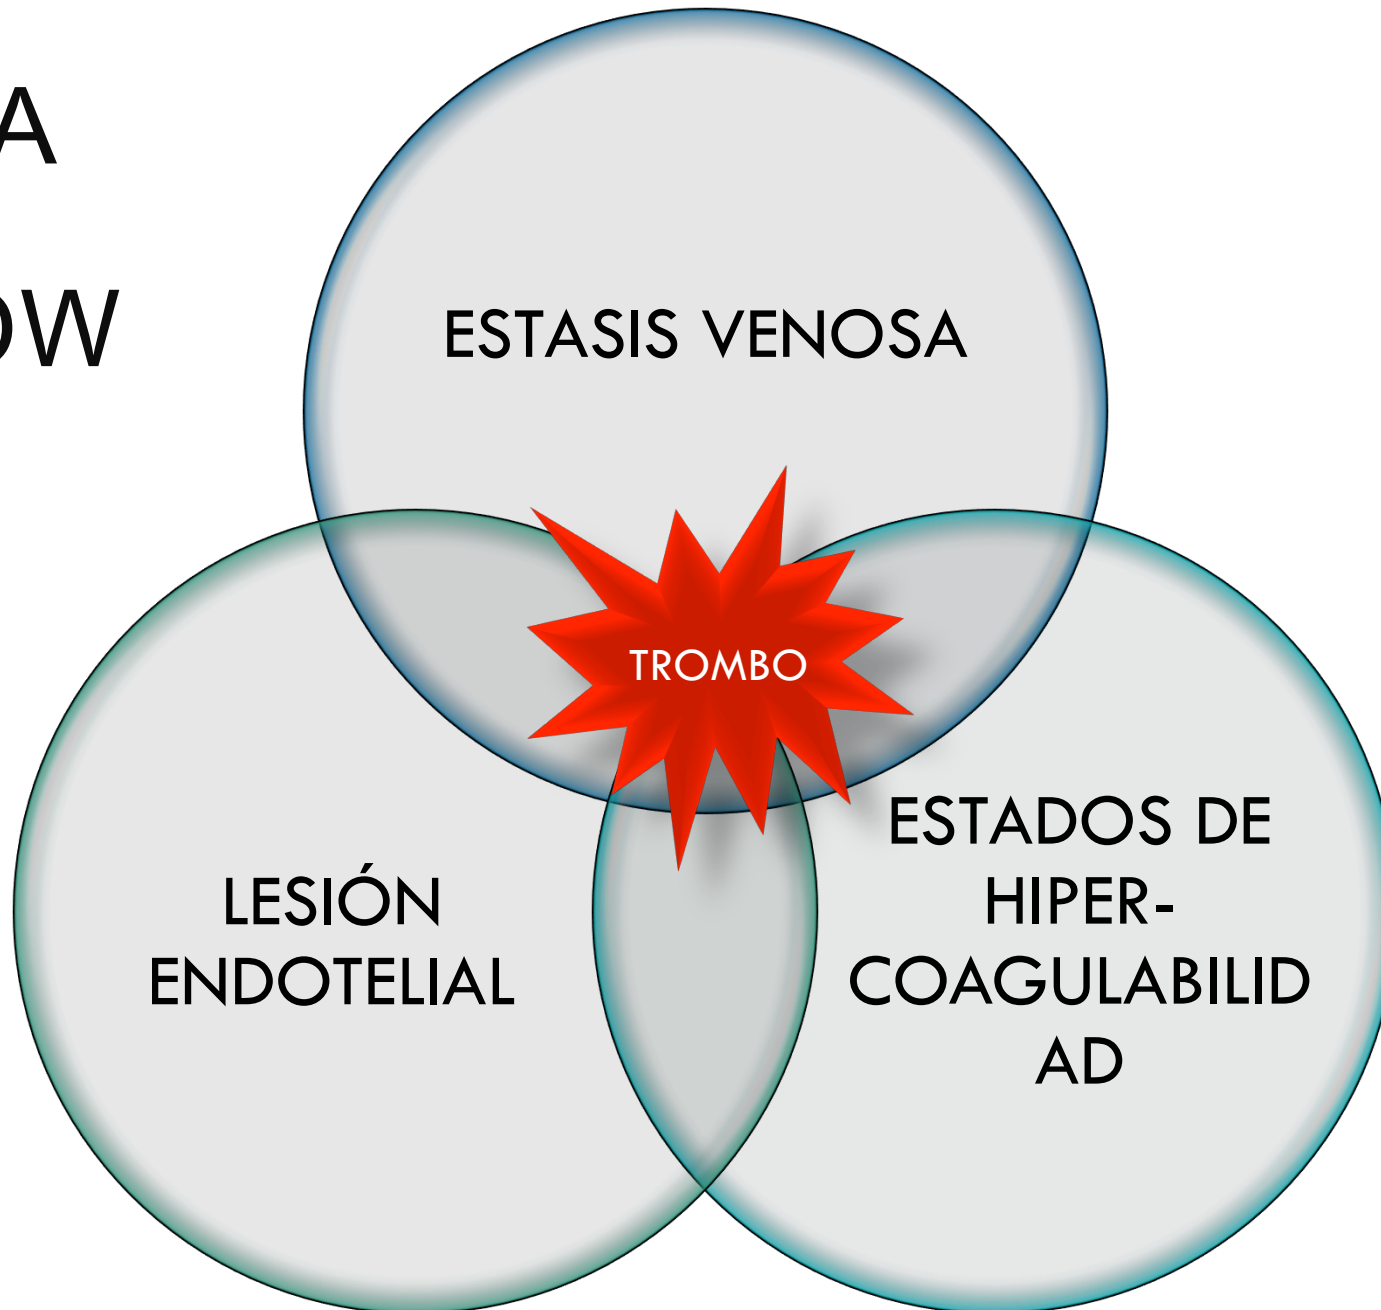 A
OW
ESTASIS VENOSA
TROMBO
LESIÓN
ENDOTELIAL
ESTADOS DE
HIPER-
COAGULABILID
AD